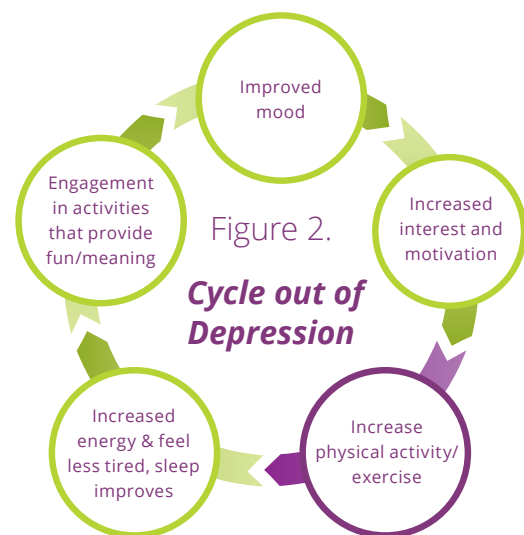 Improved
mood
Increased
interest and
motivation
Increase
physical activity/
exercise
Increased
energy & feel
less tired, sleep
improves
Engagement
in activities
that provide
fun/meaning
Figure 2.
Cycle out of
Depression